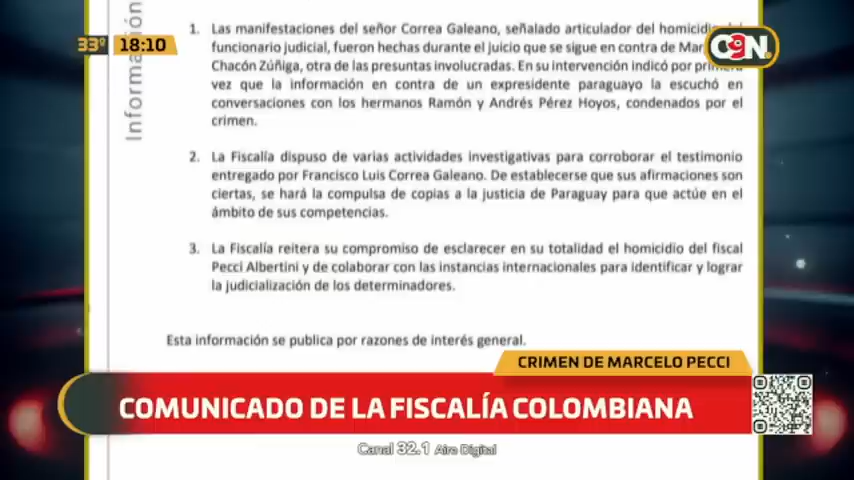 33º 18:10
C9N.
Información
1. Las manifestaciones del señor Correa Galeano, señalado articulador del homicidio del
funcionario judicial, fueron hechas durante el juicio que se sigue en contra de
Chacón Zúñiga, otra de las presuntas involucradas. En su intervención indicó por primera
vez que la información en contra de un expresidente paraguayo la escuchó en
conversaciones con los hermanos Ramón y Andrés Pérez Hoyos, condenados por el
crimen.
2. La Fiscalía dispuso de varias actividades investigativas para corroborar el testimonio
entregado por Francisco Luis Correa Galeano. De establecerse que sus afirmaciones son
ciertas, se hará la compulsa de copias a la justicia de Paraguay para que actúe en el
ámbito de sus competencias.
3. La Fiscalía reitera su compromiso de esclarecer en su totalidad el homicidio del fiscal
Pecci Albertini y de colaborar con las instancias internacionales para identificar y lograr
la judicialización de los determinadores.
Esta información se publica por razones de interés general.
CRIMEN DE MARCELO PECCI
COMUNICADO DE LA FISCALÍA COLOMBIANA
Canal 32.1 Aire Digital